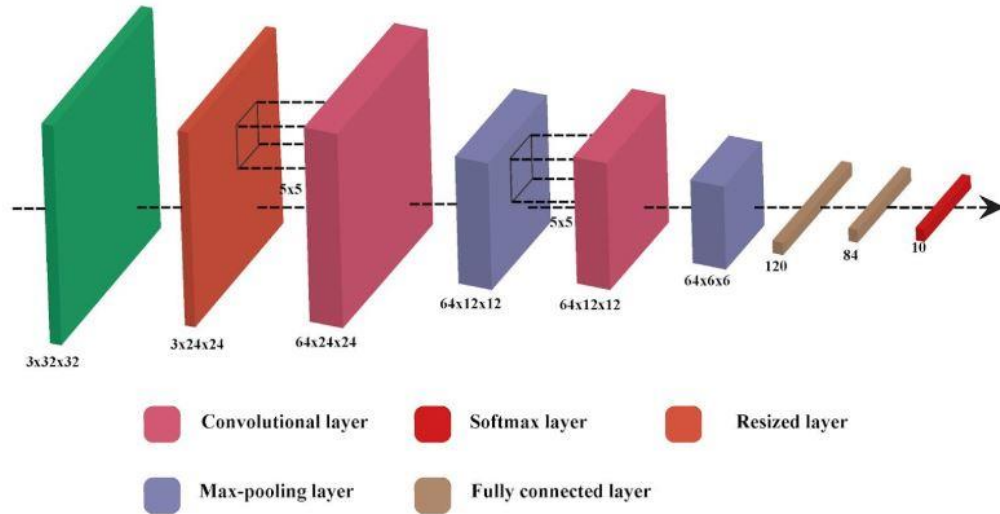 5x5
5x5
3x32x32
3x24x24
64x24x24
64x12x12
64x12x12
64x6x6
120
84
10
Convolutional layer
Softmax layer
Resized layer
Max-pooling layer
Fully connected layer